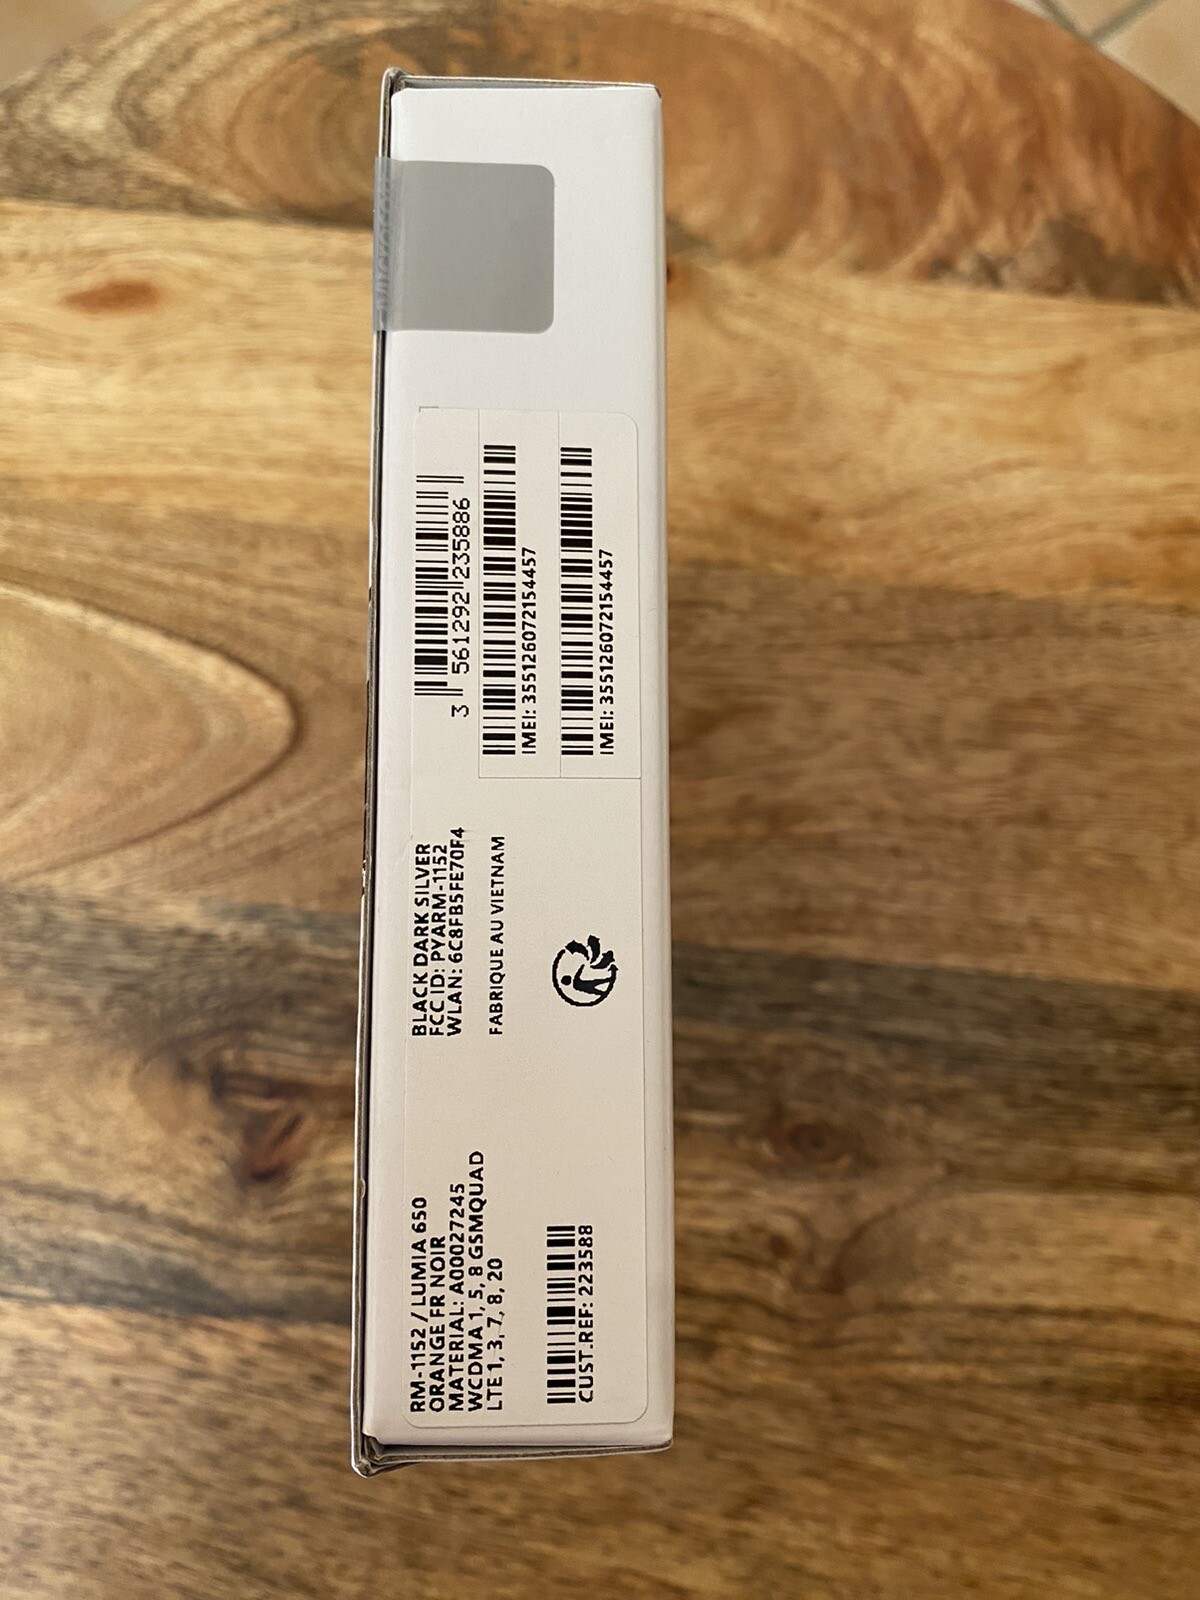 RM-1152 / LUMIA 650
ORANGE FR NOIR
MATERIAL: A00027245
WCDMA 1, 5, 8 GSMQUAD
LTE 1, 3, 7, 8, 20
CUST.REF: 223588
BLACK DARK SILVER
FCC ID: PYARM-1152
WLAN: 6C8FB5FE70F4
FABRIQUE AU VIETNAM
3 561292 235886
IMEI: 355126072154457
IMEI: 355126072154457